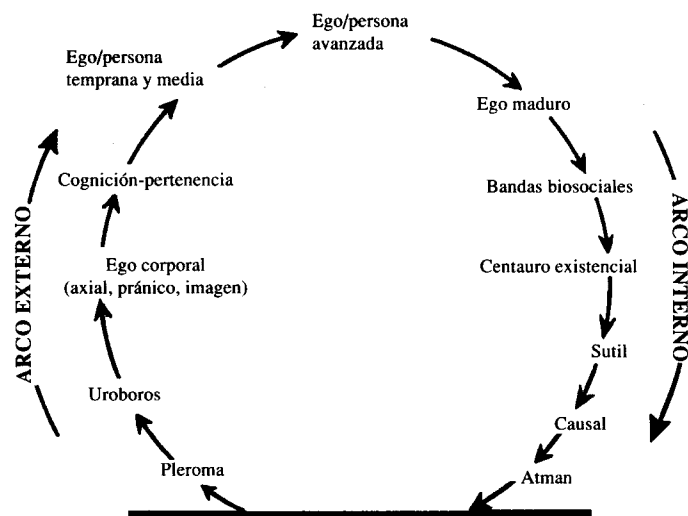 Ego/persona
avanzada
Ego/persona
temprana y media
Ego maduro
Cognición-pertenencia
Bandas biosociales
ARCO EXTERNO
ARCO INTERNO
Ego corporal
(axial, pránico, imagen)
Centauro existencial
Sutil
Uroboros
Causal
Pleroma
Atman